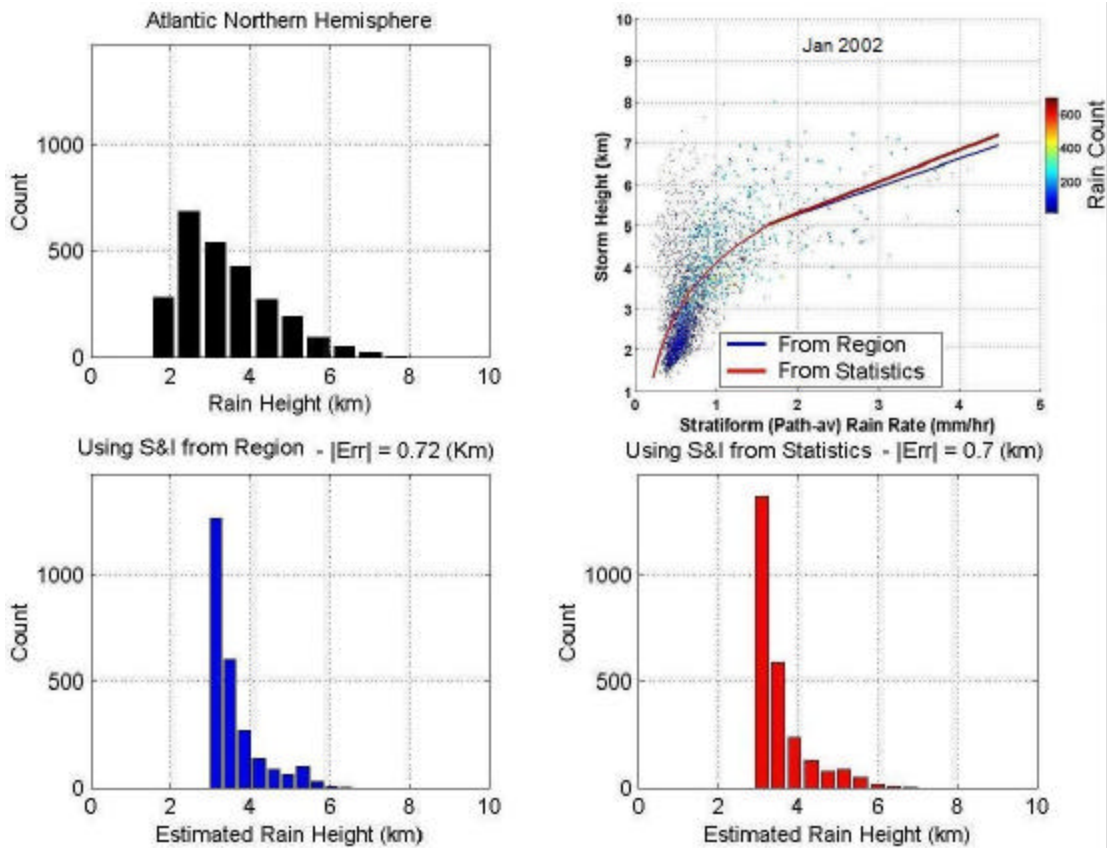 Atlantic Northern Hemisphere
1000
500
0
Count
0 2 4 6 8 10
Rain Height (km)
10
9
8
7
6
5
4
3
2
1
Storm Height (km)
Jan 2002
From Region
From Statistics
0 1 2 3 4 5
Stratiform (Path-av) Rain Rate (mm/hr)
600
400
200
Rain Count
Using S&I from Region - |Err| = 0.72 (Km)
1000
500
0
Count
0 2 4 6 8 10
Estimated Rain Height (km)
Using S&I from Statistics - |Err| = 0.7 (km)
1000
500
0
Count
0 2 4 6 8 10
Estimated Rain Height (km)